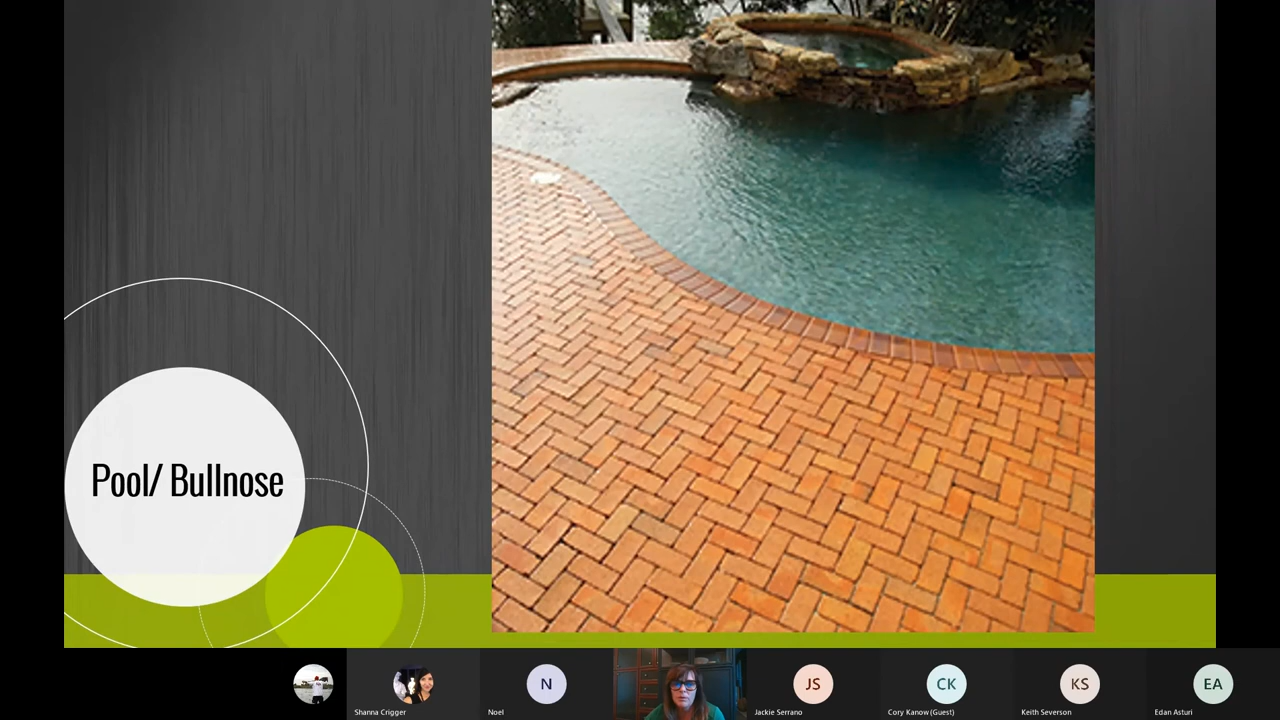 Pool/ Bullnose
N
JS
CK
KS
EA
Shanna Crigger
Noel
Jackie Serrano
Cory Kanow (Guest)
Keith Severson
Edan Asturi